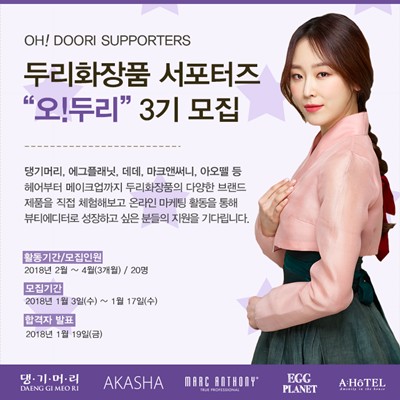 OH! DOORI SUPPORTERS
두리화장품 서포터즈
“오!두리” 3기 모집
댕기머리, 에그플래닛, 데데, 마크앤써니, 아오뗄 등
헤어부터 메이크업까지 두리화장품의 다양한 브랜드
제품을 직접 체험해보고 온라인 마케팅 활동을 통해
뷰티에디터로 성장하고 싶은 분들의 지원을 기다립니다.
활동기간/모집인원
2018년 2월 ~ 4월(3개월) / 20명
모집기간
2018년 1월 3일(수) ~ 1월 17일(수)
합격자 발표
2018년 1월 19일(금)
댕·기·머·리
DAENG GI MEO RI
AKASHA
MARC ANTHONY®
TRUE PROFESSIONAL
EGG
PLANET
A·HōTEL